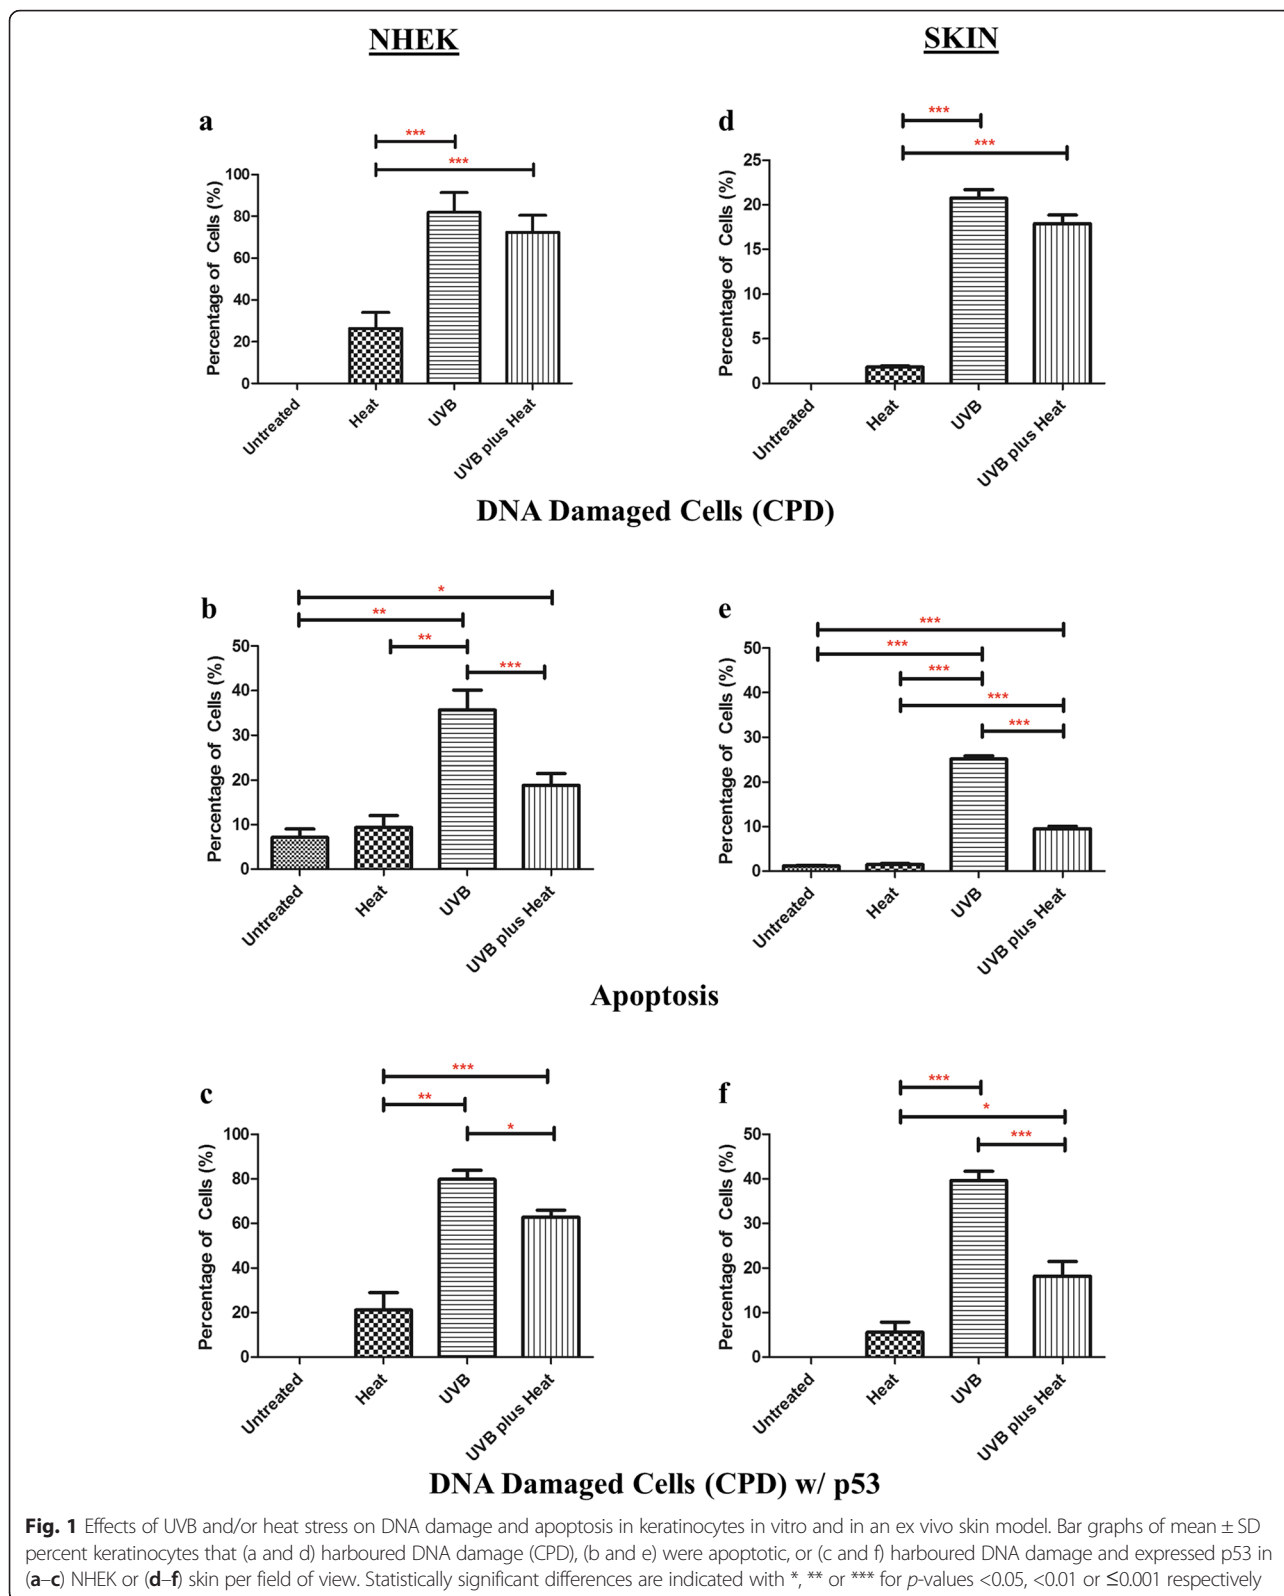 NHEK
SKIN
a
***
***
Percentage of Cells (%)
100
80
60
40
20
0
Untreated
Heat
UVB
UVB plus Heat
d
***
***
Percentage of Cells (%)
25
20
15
10
5
0
Untreated
Heat
UVB
UVB plus Heat
DNA Damaged Cells (CPD)
b
*
**
**
***
Percentage of Cells (%)
50
40
30
20
10
0
Untreated
Heat
UVB
UVB plus Heat
e
***
***
***
***
***
Percentage of Cells (%)
50
40
30
20
10
0
Untreated
Heat
UVB
UVB plus Heat
Apoptosis
c
***
**
*
Percentage of Cells (%)
100
80
60
40
20
0
Untreated
Heat
UVB
UVB plus Heat
f
***
*
***
Percentage of Cells (%)
50
40
30
20
10
0
Untreated
Heat
UVB
UVB plus Heat
DNA Damaged Cells (CPD) w/ p53
Fig. 1 Effects of UVB and/or heat stress on DNA damage and apoptosis in keratinocytes in vitro and in an ex vivo skin model. Bar graphs of mean ± SD
percent keratinocytes that (a and d) harboured DNA damage (CPD), (b and e) were apoptotic, or (c and f) harboured DNA damage and expressed p53 in
(a–c) NHEK or (d–f) skin per field of view. Statistically significant differences are indicated with *, ** or *** for p-values <0.05, <0.01 or ≤0.001 respectively